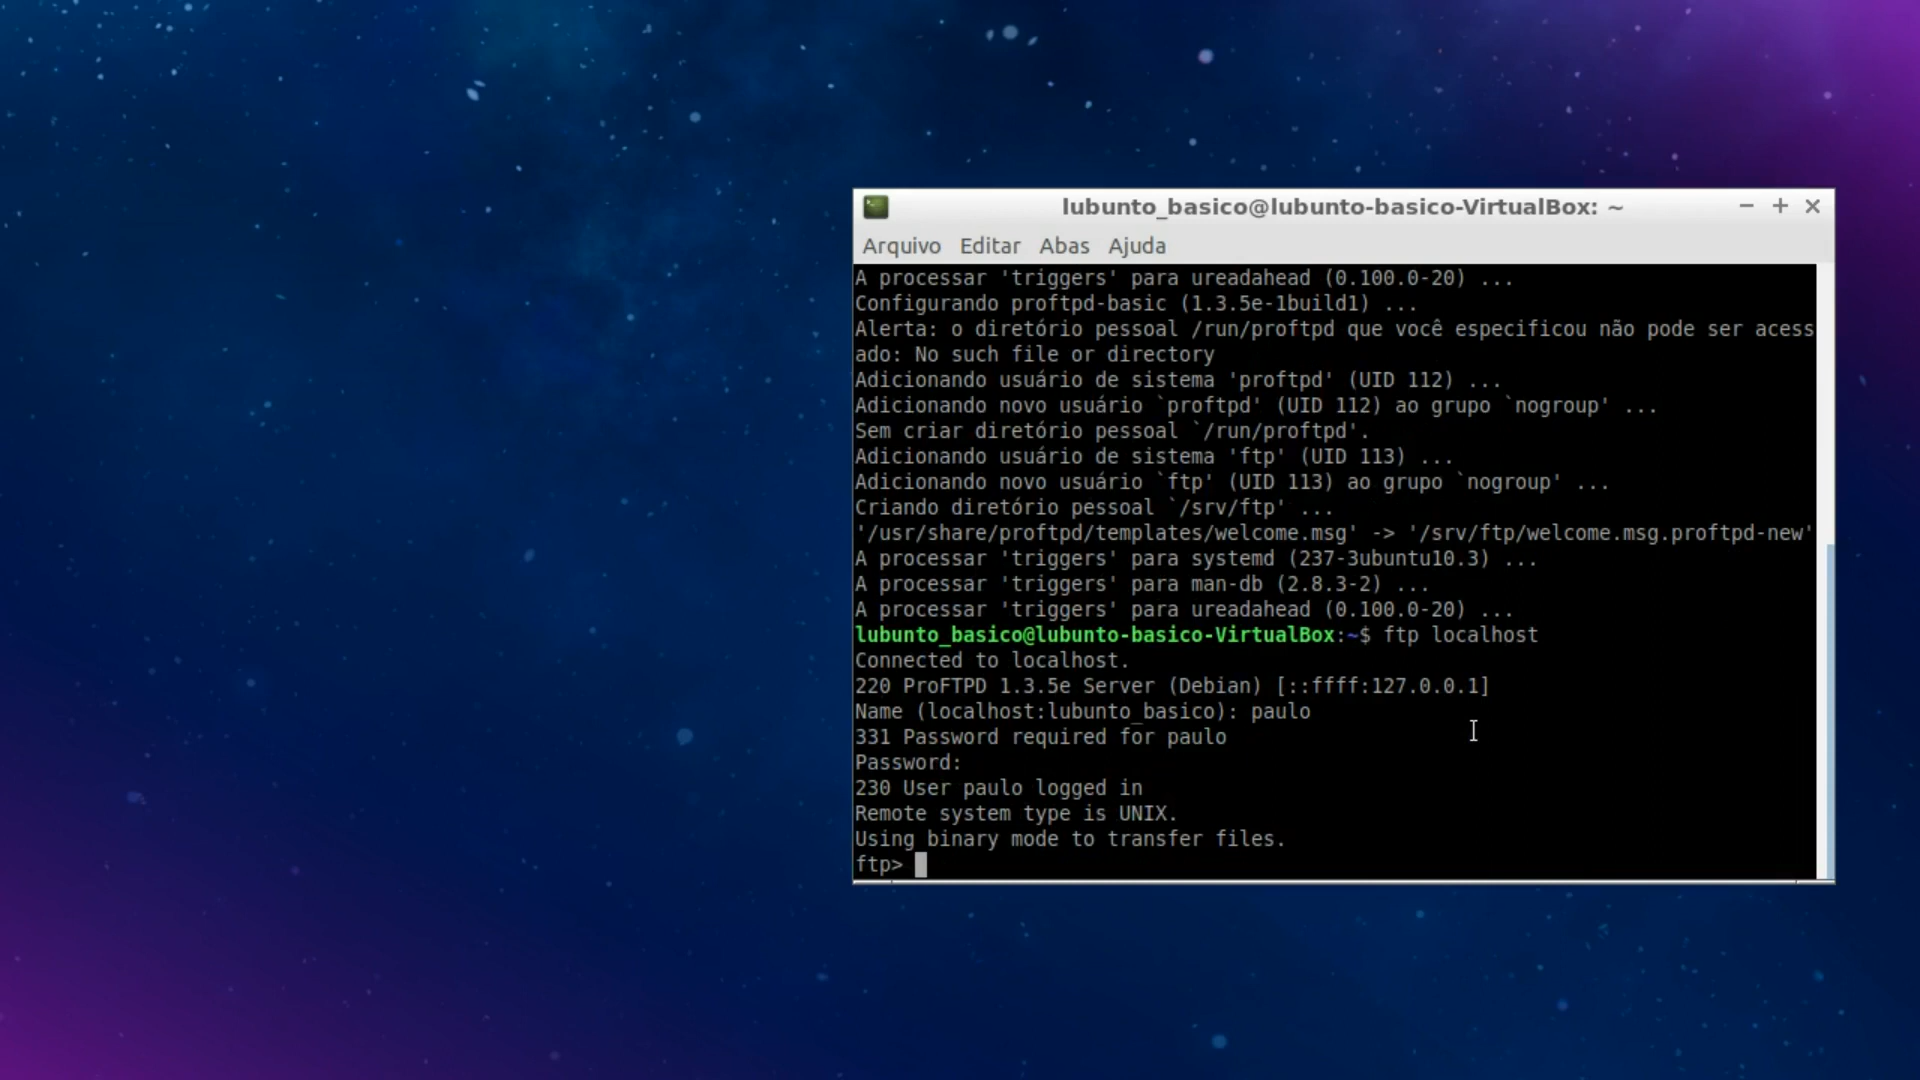 lubunto_basico@lubunto-basico-VirtualBox: ~
Arquivo Editar Abas Ajuda
A processar 'triggers' para ureadahead (0.100.0-20) ...
Configurando proftpd-basic (1.3.5e-1build1) ...
Alerta: o diretório pessoal /run/proftpd que você especificou não pode ser acess
ado: No such file or directory
Adicionando usuário de sistema 'proftpd' (UID 112) ...
Adicionando novo usuário `proftpd' (UID 112) ao grupo `nogroup' ...
Sem criar diretório pessoal `/run/proftpd'.
Adicionando usuário de sistema 'ftp' (UID 113) ...
Adicionando novo usuário `ftp' (UID 113) ao grupo `nogroup' ...
Criando diretório pessoal `/srv/ftp' ...
'/usr/share/proftpd/templates/welcome.msg' -> '/srv/ftp/welcome.msg.proftpd-new'
A processar 'triggers' para systemd (237-3ubuntu10.3) ...
A processar 'triggers' para man-db (2.8.3-2) ...
A processar 'triggers' para ureadahead (0.100.0-20) ...
lubunto_basico@lubunto-basico-VirtualBox:~$ ftp localhost
Connected to localhost.
220 ProFTPD 1.3.5e Server (Debian) [::ffff:127.0.0.1]
Name (localhost:lubunto_basico): paulo
331 Password required for paulo
Password:
230 User paulo logged in
Remote system type is UNIX.
Using binary mode to transfer files.
ftp>